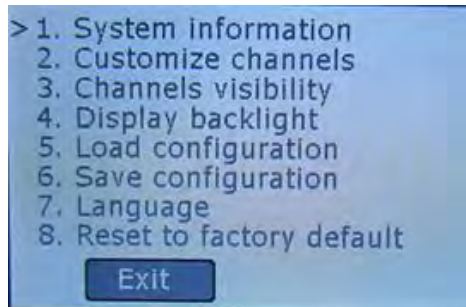 > 1. System information
2. Customize channels
3. Channels visibility
4. Display backlight
5. Load configuration
6. Save configuration
7. Language
8. Reset to factory default
Exit